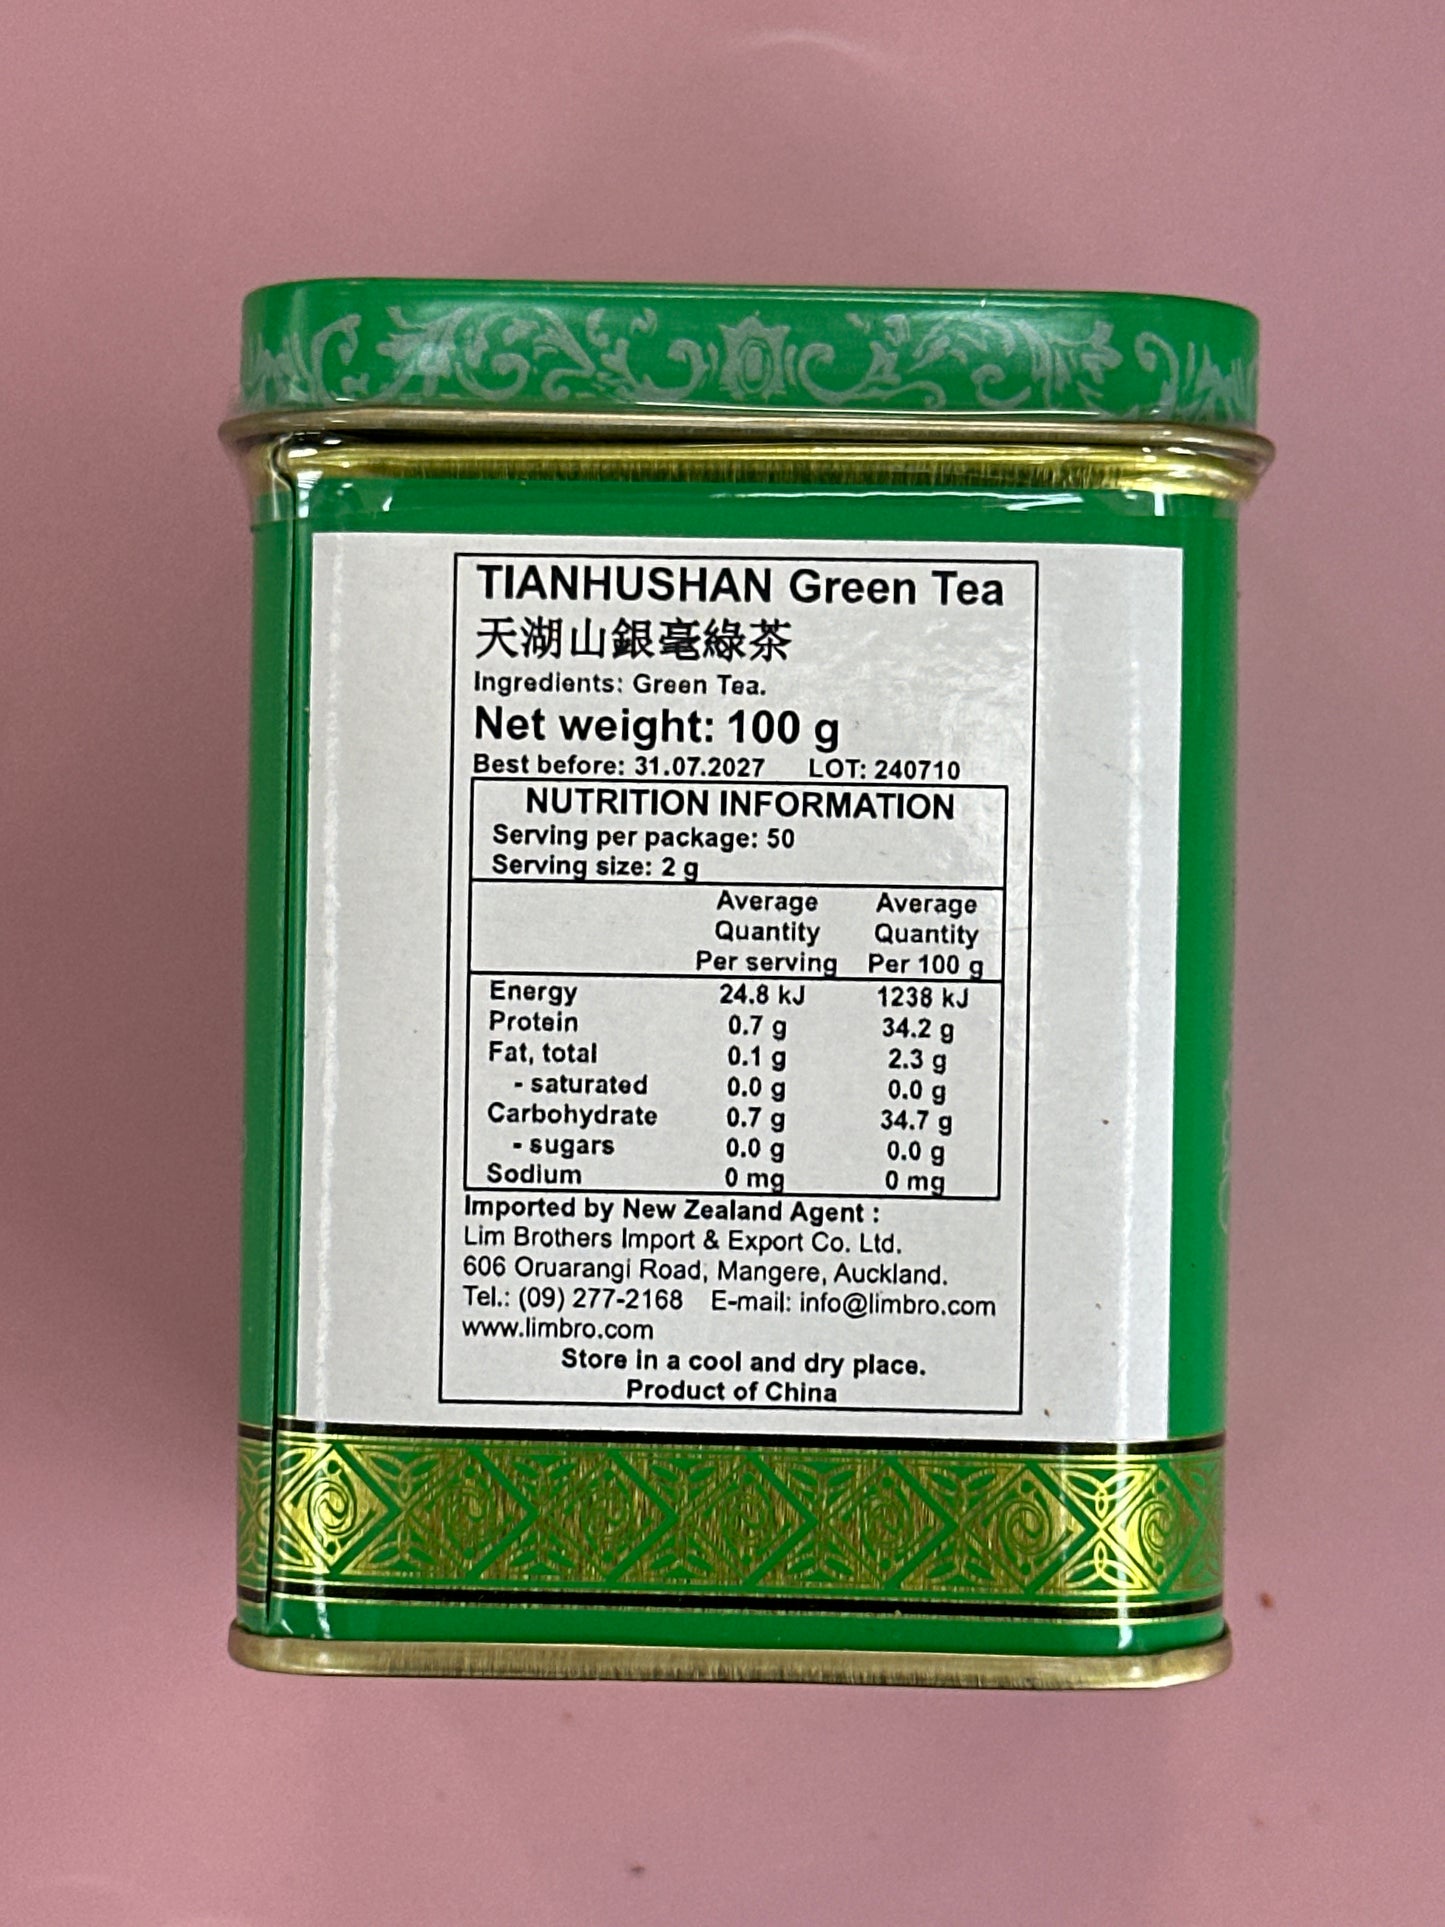 TIANHUSHAN Green Tea
天湖山銀毫綠茶
Ingredients: Green Tea.
Net weight: 100 g
Best before: 31.07.2027 LOT: 240710
NUTRITION INFORMATION
Serving per package: 50
Serving size: 2 g
Average Average
Quantity Quantity
Per serving Per 100 g
Energy 24.8 kJ 1238 kJ
Protein 0.7 g 34.2 g
Fat, total 0.1 g 2.3 g
- saturated 0.0 g 0.0 g
Carbohydrate 0.7 g 34.7 g
- sugars 0.0 g 0.0 g
Sodium 0 mg 0 mg
Imported by New Zealand Agent :
Lim Brothers Import & Export Co. Ltd.
606 Oruarangi Road, Mangere, Auckland.
Tel.: (09) 277-2168 E-mail: info@limbro.com
www.limbro.com
Store in a cool and dry place.
Product of China